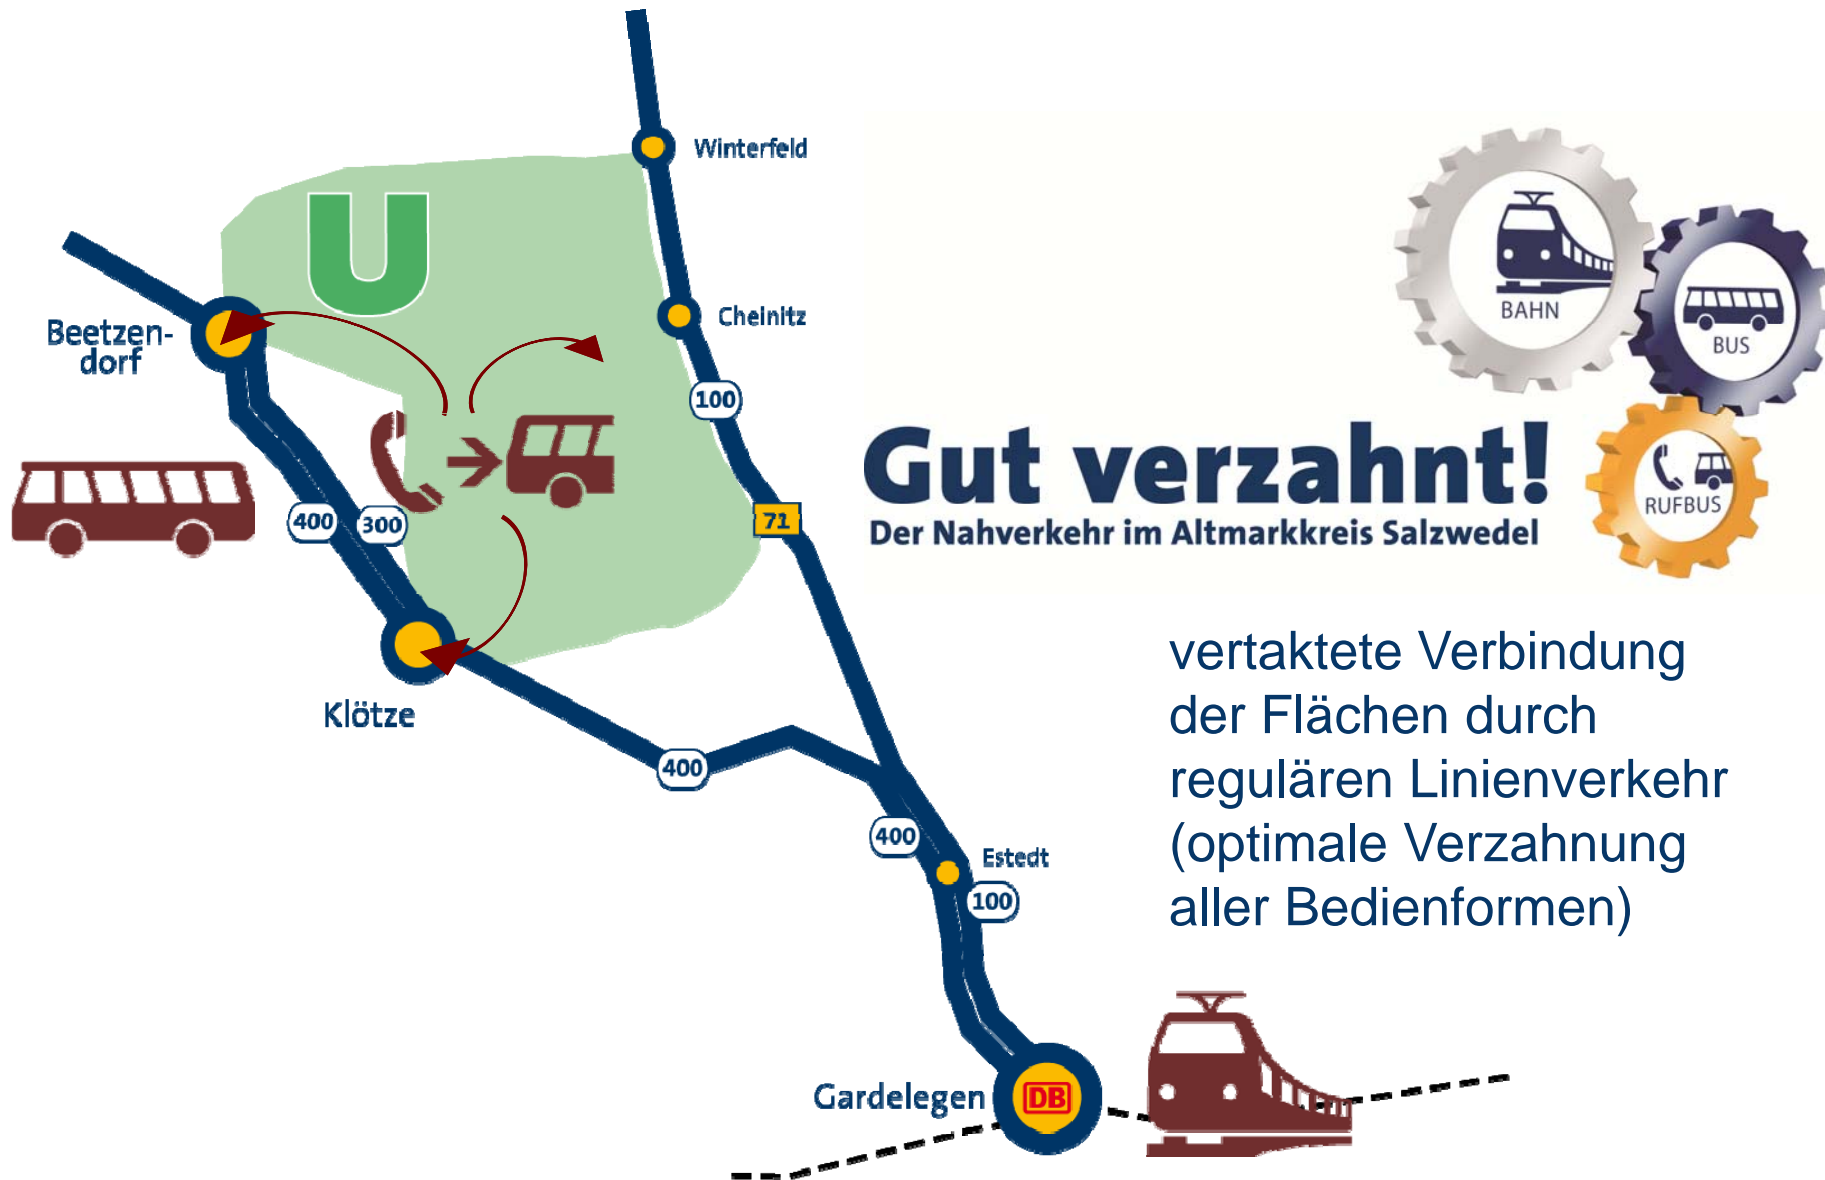 Winterfeld
U
Cheinitz
Beetzen-
dorf
100
400
300
71
Klötze
400
400
Estedt
100
Gardelegen
DB
BAHN
BUS
RUFBUS
Gut verzahnt!
Der Nahverkehr im Altmarkkreis Salzwedel
vertaktete Verbindung
der Flächen durch
regulären Linienverkehr
(optimale Verzahnung
aller Bedienformen)